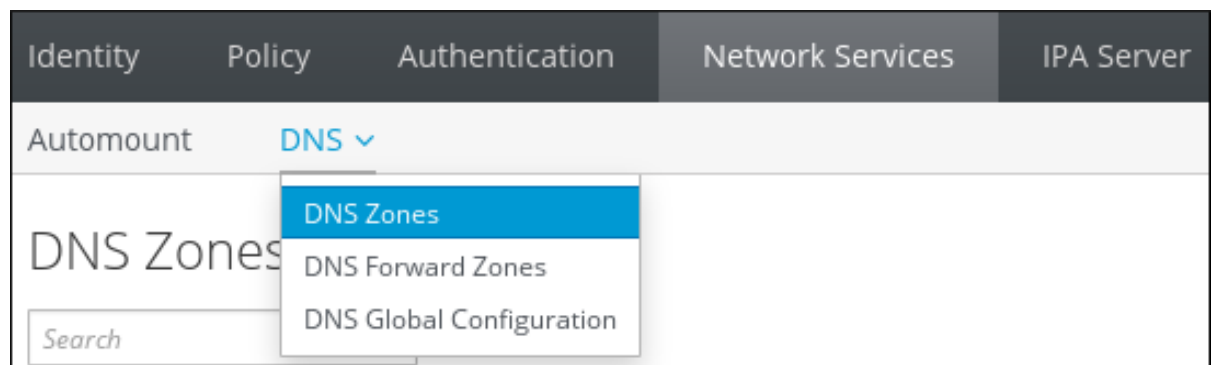 Identity Policy Authentication Network Services IPA Server
Automount DNS
DNS Zones
DNS Zones
DNS Forward Zones
DNS Global Configuration
Search